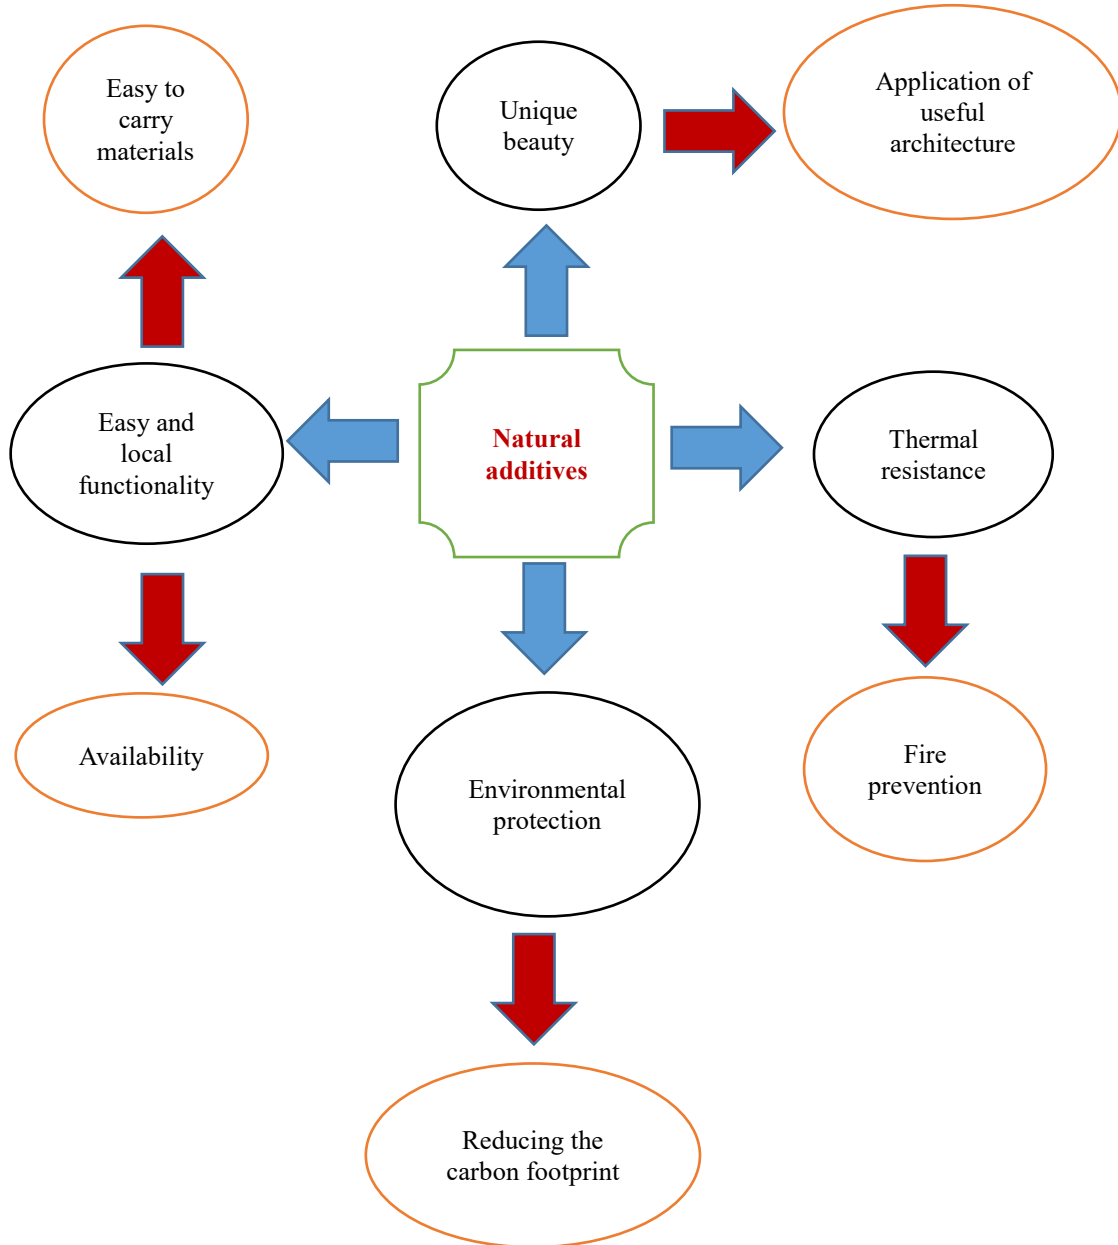 Easy to
carry
materials
Unique
beauty
Application of
useful
architecture
Easy and
local
functionality
Natural
additives
Thermal
resistance
Availability
Environmental
protection
Fire
prevention
Reducing the
carbon footprint